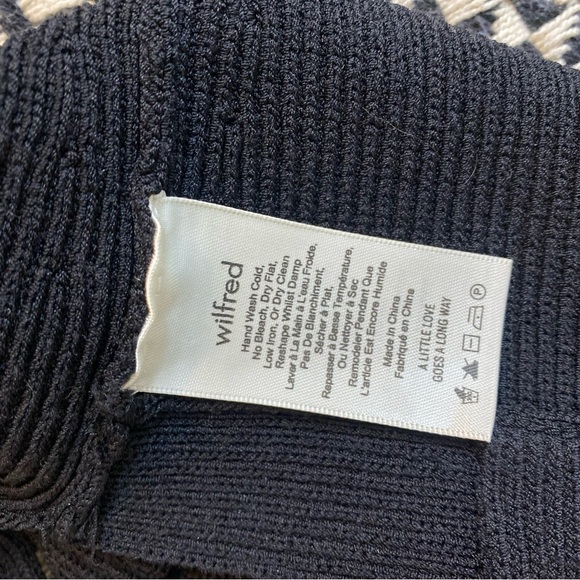 wilfred
Hand Wash Cold,
No Bleach, Dry Flat,
Low Iron, Or Dry Clean
Reshape Whilst Damp
Laver à La Main à L'eau Froide,
Pas De Blanchiment,
Sécher à Plat,
Repasser à Basse Température,
Ou Nettoyer à Sec
Remodeler Pendant Que
L'article Est Encore Humide
Made in China
Fabriqué en China
A LITTLE LOVE
GOES A LONG WAY
P